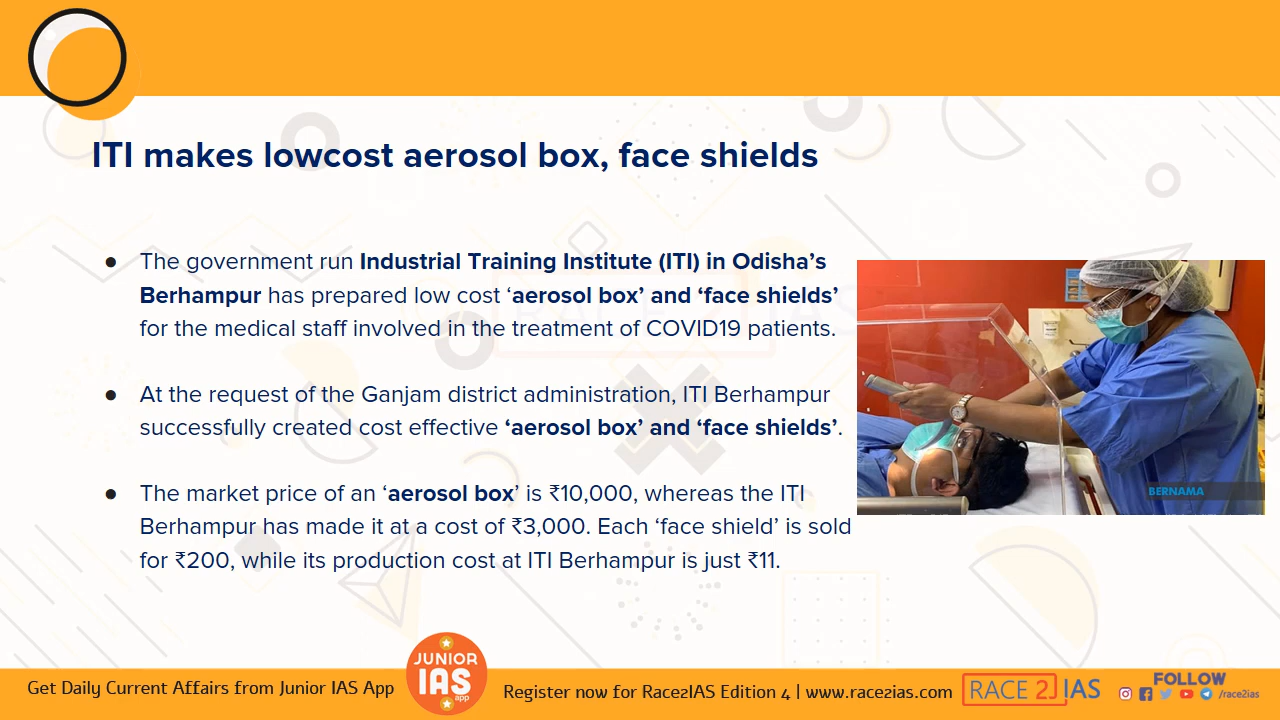 ITI makes lowcost aerosol box, face shields
● The government run Industrial Training Institute (ITI) in Odisha’s
Berhampur has prepared low cost ‘aerosol box’ and ‘face shields’
for the medical staff involved in the treatment of COVID19 patients.
● At the request of the Ganjam district administration, ITI Berhampur
successfully created cost effective ‘aerosol box’ and ‘face shields’.
● The market price of an ‘aerosol box’ is ₹10,000, whereas the ITI
Berhampur has made it at a cost of ₹3,000. Each ‘face shield’ is sold
for ₹200, while its production cost at ITI Berhampur is just ₹11.
BERNAMA
RACE 2 IAS
Get Daily Current Affairs from Junior IAS App
JUNIOR
IAS
app
Register now for Race2IAS Edition 4 | www.race2ias.com
RACE 2 IAS
FOLLOW
/race2ias